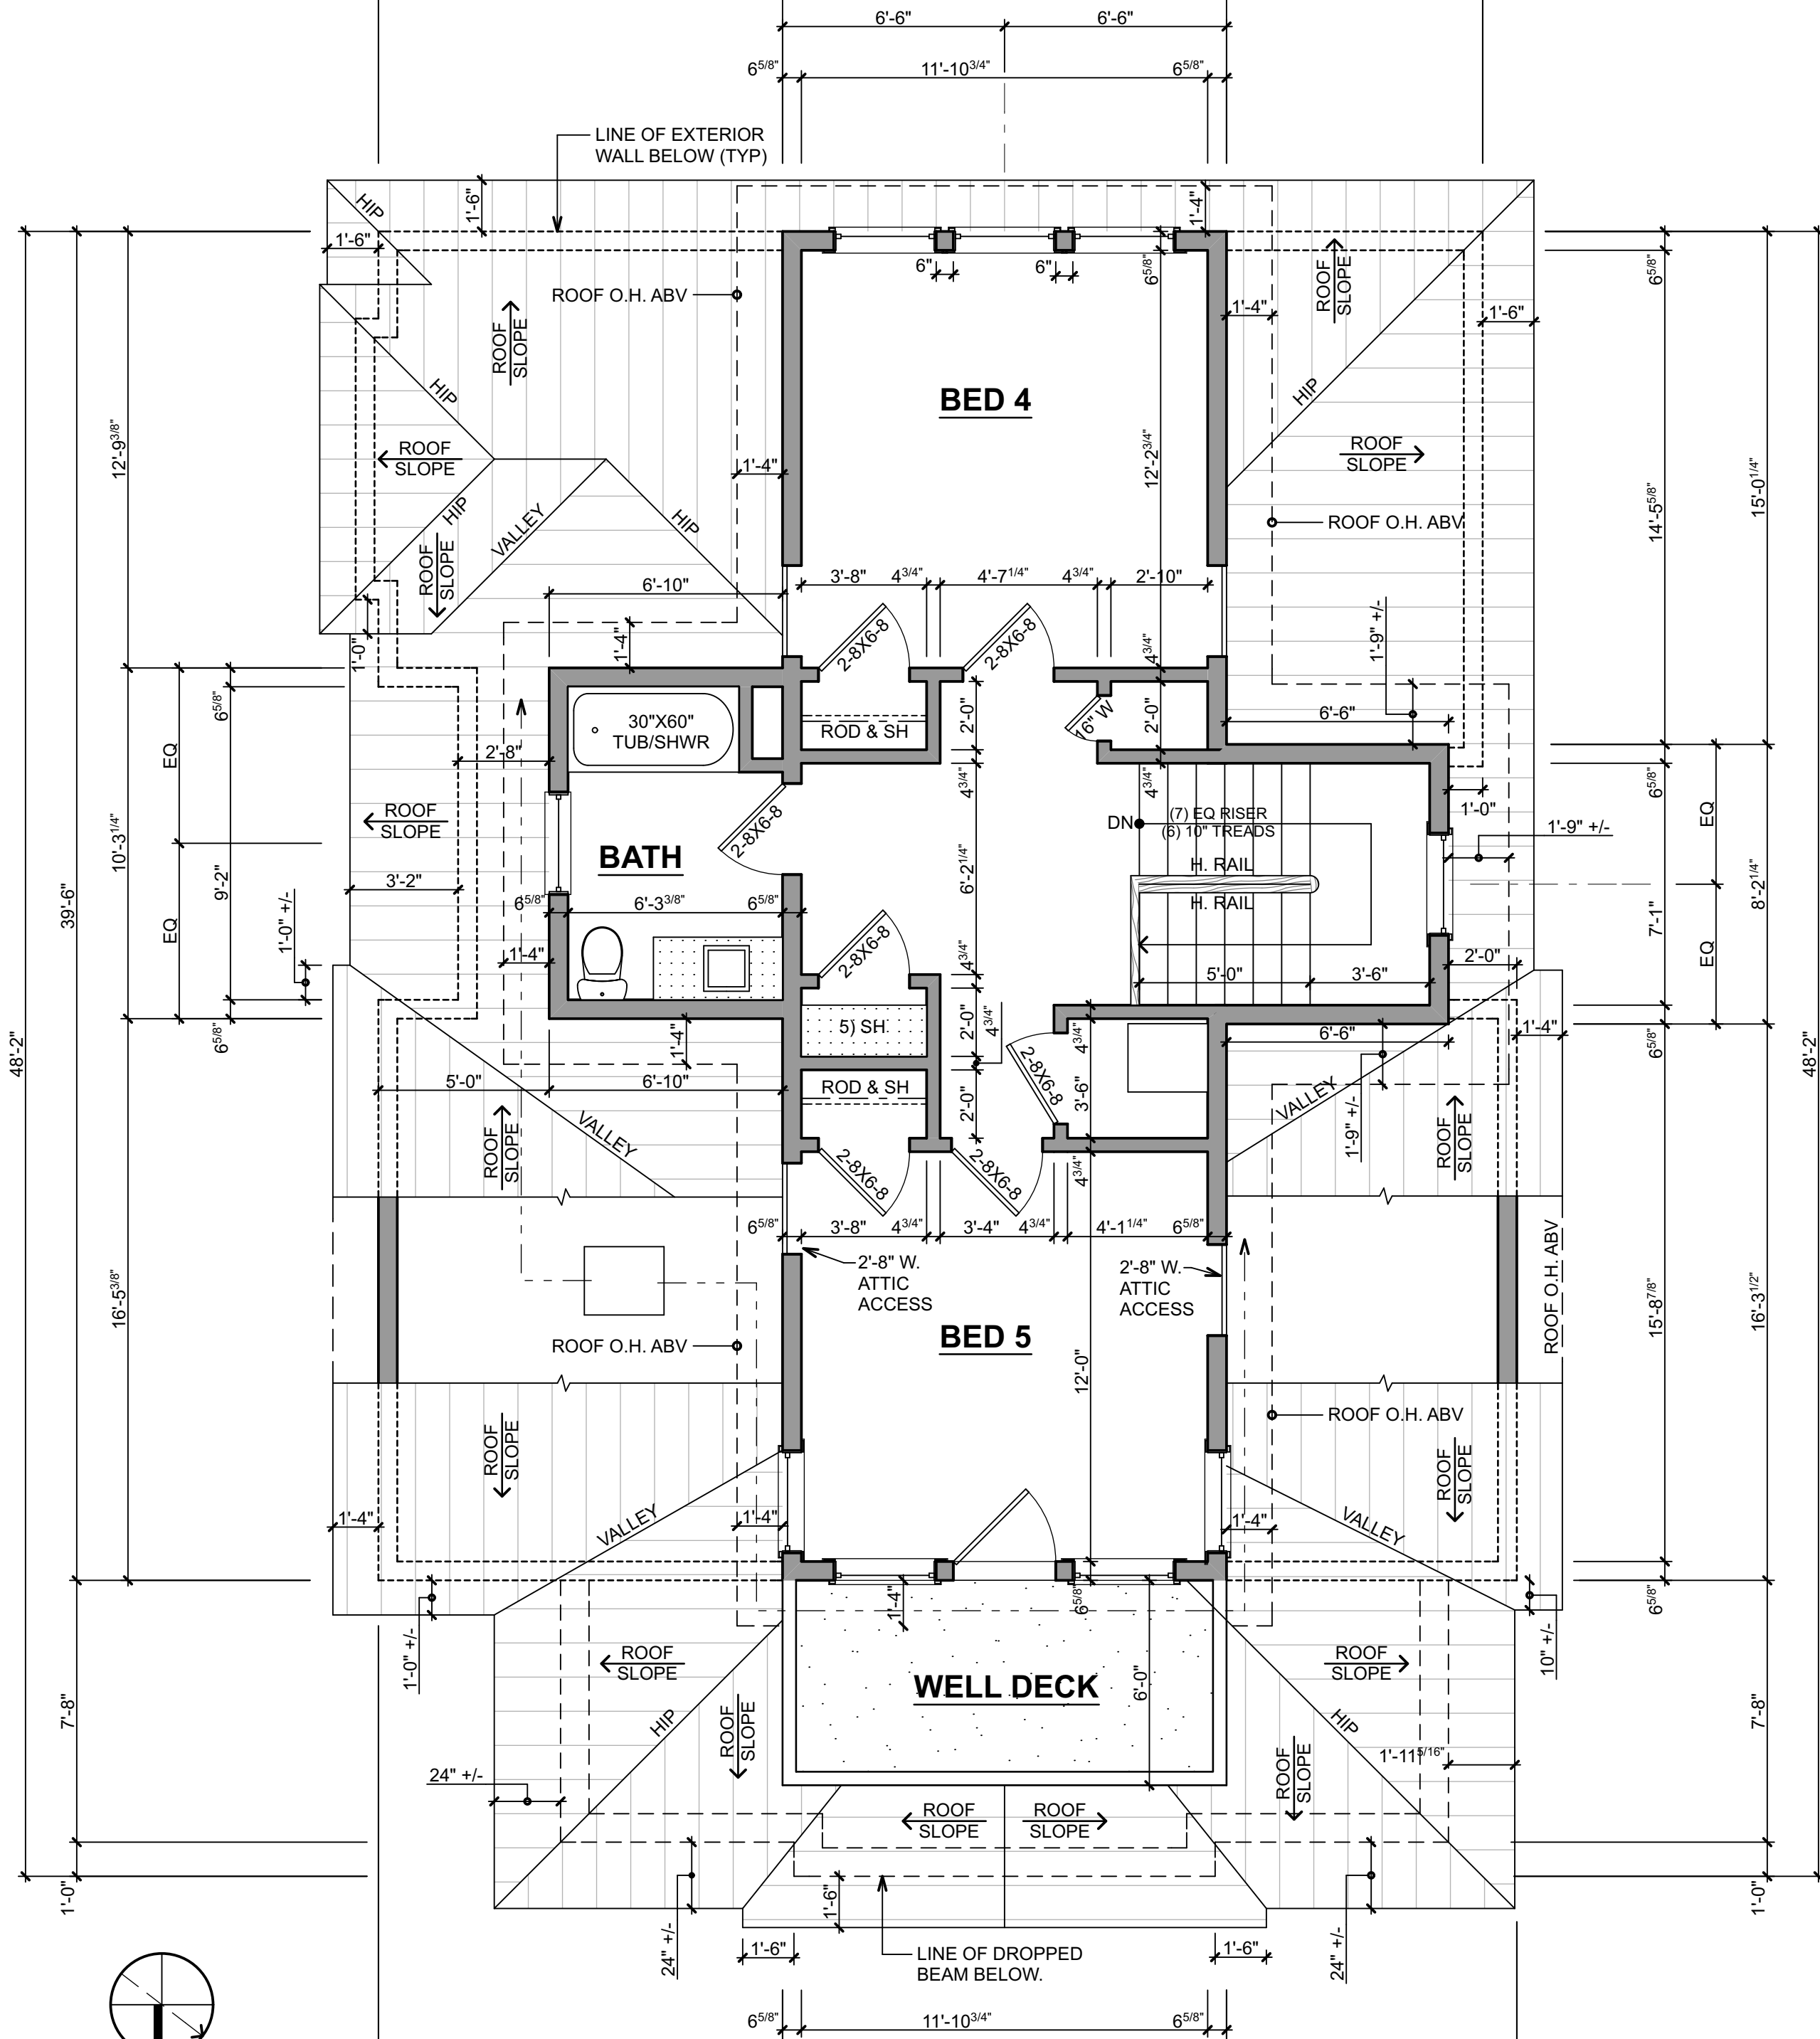 6'-6" 6'-6"
6 5/8" 11'-10 3/4" 6 5/8"
LINE OF EXTERIOR
WALL BELOW (TYP)
HIP
1'-6"
1'-6"
1'-4"
6" 6"
6 5/8"
6 5/8"
ROOF O.H. ABV
ROOF
SLOPE
ROOF
SLOPE
1'-4"
1'-6"
HIP
HIP
BED 4
12'-9 3/8"
ROOF
SLOPE
1'-4"
12'-2 3/4"
ROOF
SLOPE
14'-5 5/8"
15'-0 1/4"
HIP
VALLEY
HIP
ROOF O.H. ABV
ROOF
SLOPE
6'-10"
3'-8" 4 3/4" 4'-7 1/4" 4 3/4" 2'-10"
1'-0"
1'-4"
2-8X6-8
2-8X6-8
4 3/4"
1'-9" +/-
6 5/8"
30"X60"
TUB/SHWR
ROD & SH
2'-0"
16" W
2'-0"
6'-6"
EQ
2'-8"
4 3/4"
4 3/4"
6 5/8"
1'-0"
ROOF
SLOPE
2-8X6-8
DN
(7) EQ RISER
(6) 10" TREADS
EQ
1'-9" +/-
10'-3 1/4"
9'-2"
3'-2"
BATH
6'-2 1/4"
H. RAIL
H. RAIL
39'-6"
6 5/8" 6'-3 3/8" 6 5/8"
8'-2 1/4"
7'-1"
EQ
1'-0" +/-
1'-4"
2-8X6-8
4 3/4"
5'-0" 3'-6"
2'-0"
EQ
6 5/8"
1'-4"
5) SH
2'-0"
4 3/4"
4 3/4"
6'-6"
1'-4"
6 5/8"
48'-2"
48'-2"
5'-0" 6'-10"
ROD & SH
2'-0"
2-8X6-8
3'-6"
VALLEY
1'-9" +/-
ROOF
SLOPE
VALLEY
ROOF
SLOPE
2-8X6-8
2-8X6-8
4 3/4"
6 5/8" 3'-8" 4 3/4" 3'-4" 4 3/4" 4'-1 1/4" 6 5/8"
2'-8" W.
ATTIC
ACCESS
2'-8" W.
ATTIC
ACCESS
ROOF O.H. ABV
16'-5 3/8"
15'-8 7/8"
16'-3 1/2"
BED 5
ROOF O.H. ABV
12'-0"
ROOF O.H. ABV
ROOF
SLOPE
ROOF
SLOPE
1'-4"
VALLEY
1'-4"
1'-4"
VALLEY
1'-0" +/-
1'-4"
6 5/8"
10" +/-
6 5/8"
ROOF
SLOPE
ROOF
SLOPE
WELL DECK
6'-0"
7'-8"
HIP
ROOF
SLOPE
HIP
7'-8"
1'-11 5/16"
24" +/-
ROOF
SLOPE
ROOF
SLOPE
ROOF
SLOPE
1'-0"
1'-6"
1'-0"
24" +/-
1'-6"
LINE OF DROPPED
BEAM BELOW.
1'-6"
24" +/-
6 5/8" 11'-10 3/4" 6 5/8"